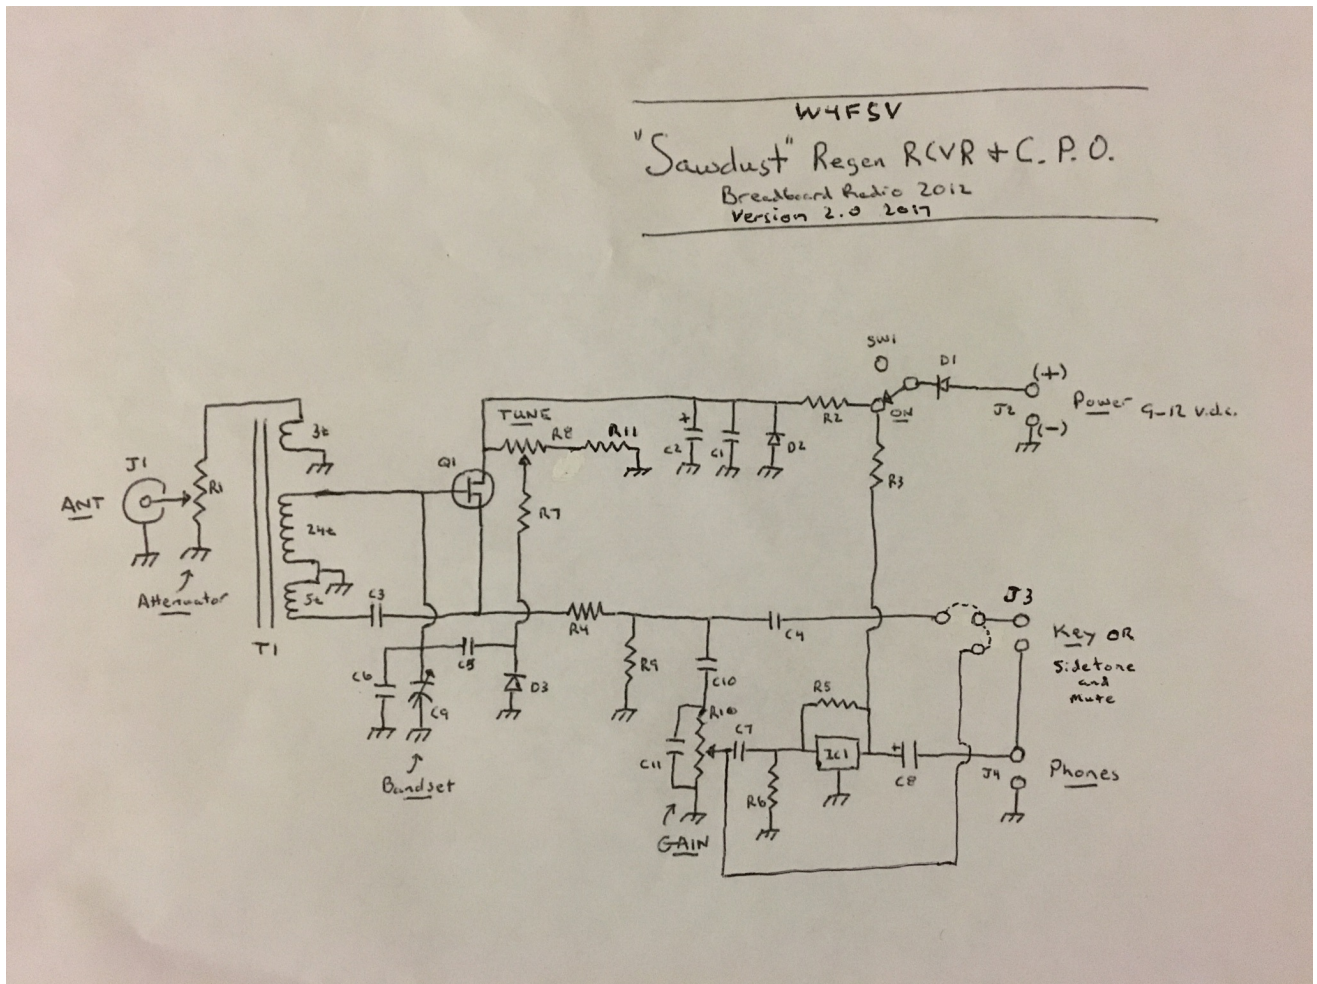 W4FSV
"Sawdust" Regen RCVR + C.P.O.
Breadboard Radio 2012
Version 2.0 2017
SW1
D1
(+)
J2
Power 9-12 v.d.c.
(-)
ON
R2
TUNE
R8
R11
+
C2
C1
D2
3t
Q1
J1
R1
ANT
R7
R3
24t
Attenuator
5t
C3
T1
R4
C4
J3
Key OR
Sidetone
and
Mute
C5
R9
C10
C6
C9
D3
Bandset
R10
R5
C11
C7
IC1
+
C8
J4
Phones
R6
GAIN